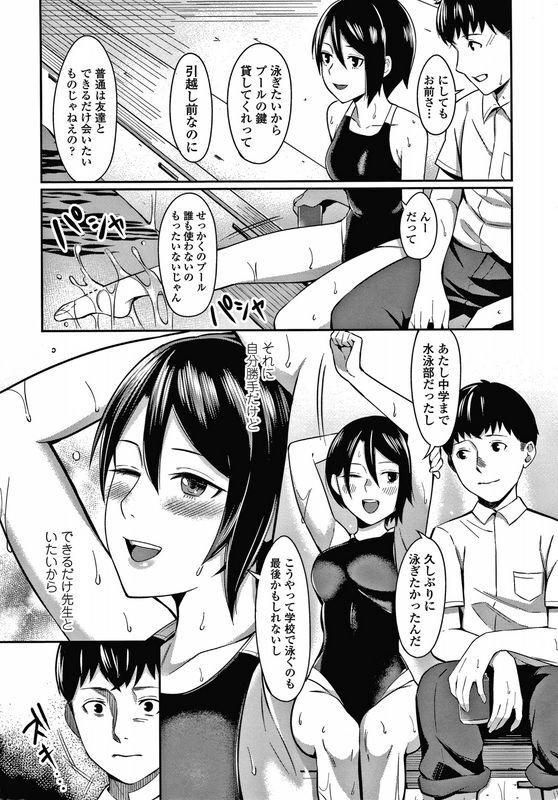 にしても
お前さ…
泳ぎたいから
プールの鍵
貸してくれって
引越し前なのに
普通は友達と
できるだけ会いたい
ものじゃねえの？
んー
だって
せっかくのプール
誰も使わないの
もったいないじゃん
パシャ
パシャ
あたし中学まで
水泳部だったし
久しぶりに
泳ぎたかったんだ
こうやって学校で泳ぐのも
最後かもしれないし
それに
自分勝手だけど
できるだけ先生と
いたいから
ズキ…